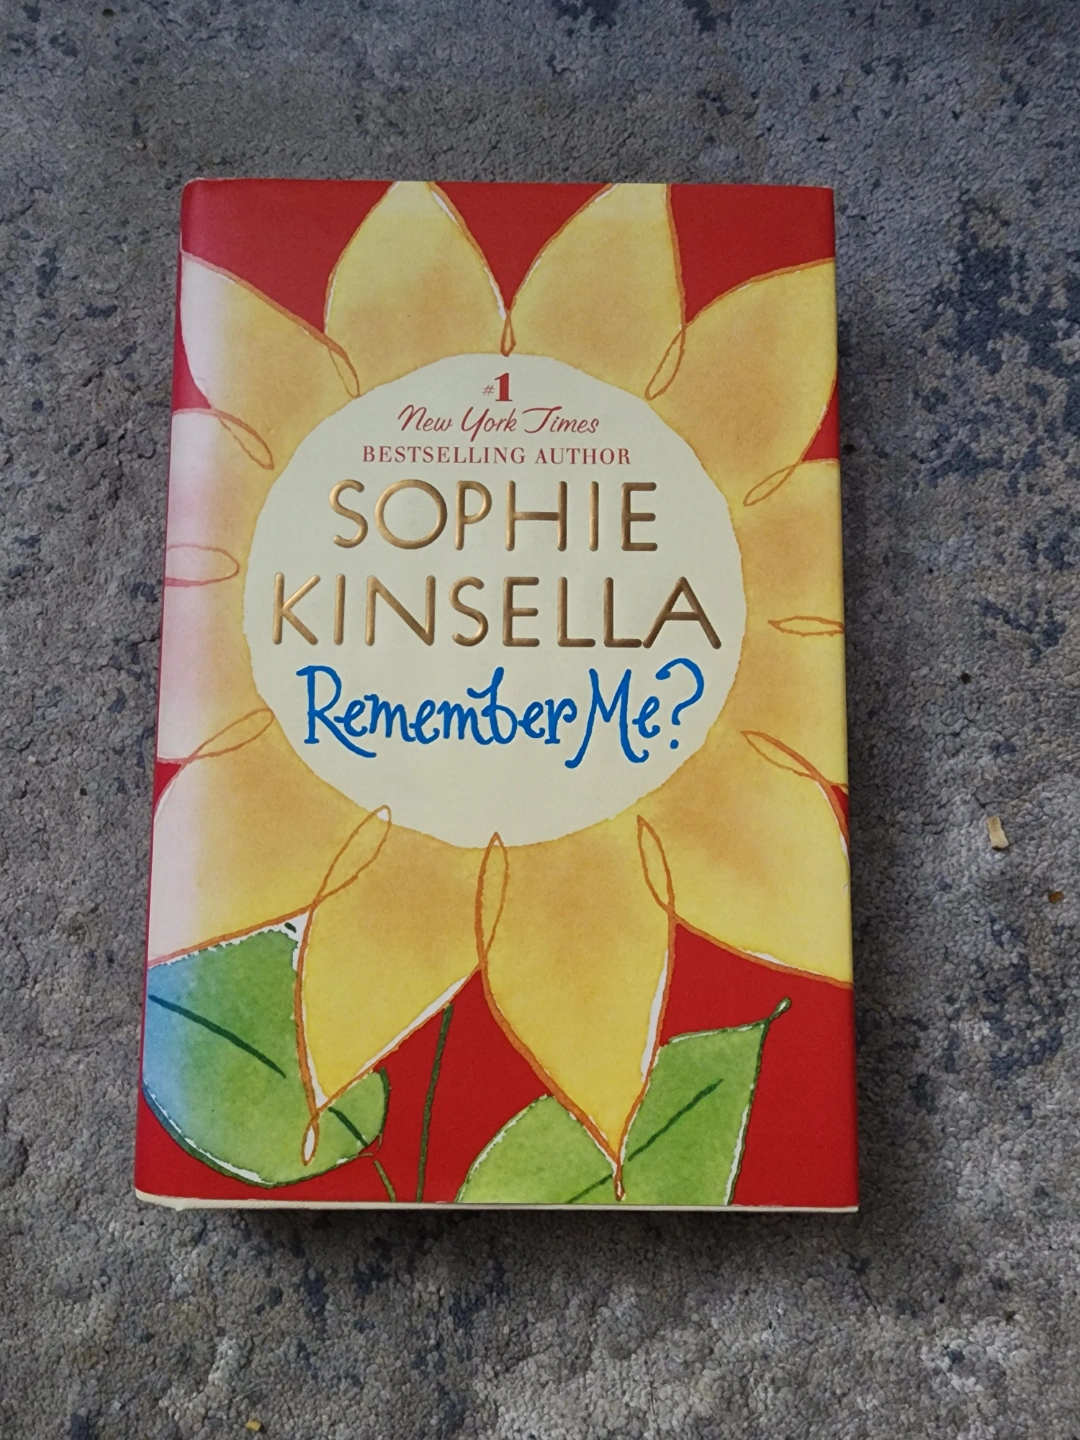 #1
New York Times
BESTSELLING AUTHOR
SOPHIE
KINSELLA
Remember Me?